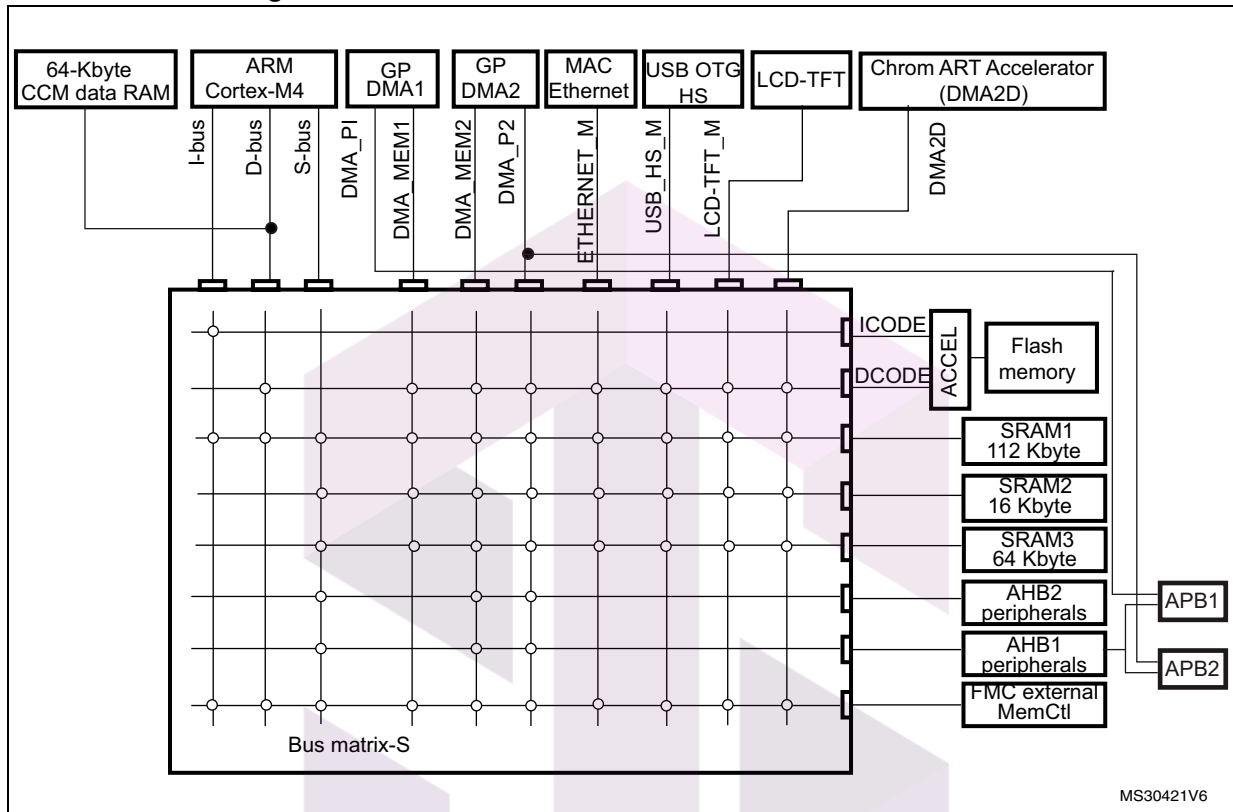 64-Kbyte
CCM data RAM
ARM
Cortex-M4
GP
DMA1
GP
DMA2
MAC
Ethernet
USB OTG
HS
LCD-TFT
Chrom ART Accelerator
(DMA2D)
I-bus
D-bus
S-bus
DMA_PI
DMA_MEM1
DMA_MEM2
DMA_P2
ETHERNET_M
USB_HS_M
LCD-TFT_M
DMA2D
ICODE
DCODE
ACCEL
Flash
memory
SRAM1
112 Kbyte
SRAM2
16 Kbyte
SRAM3
64 Kbyte
AHB2
peripherals
AHB1
peripherals
FMC external
MemCtl
APB1
APB2
Bus matrix-S
MS30421V6